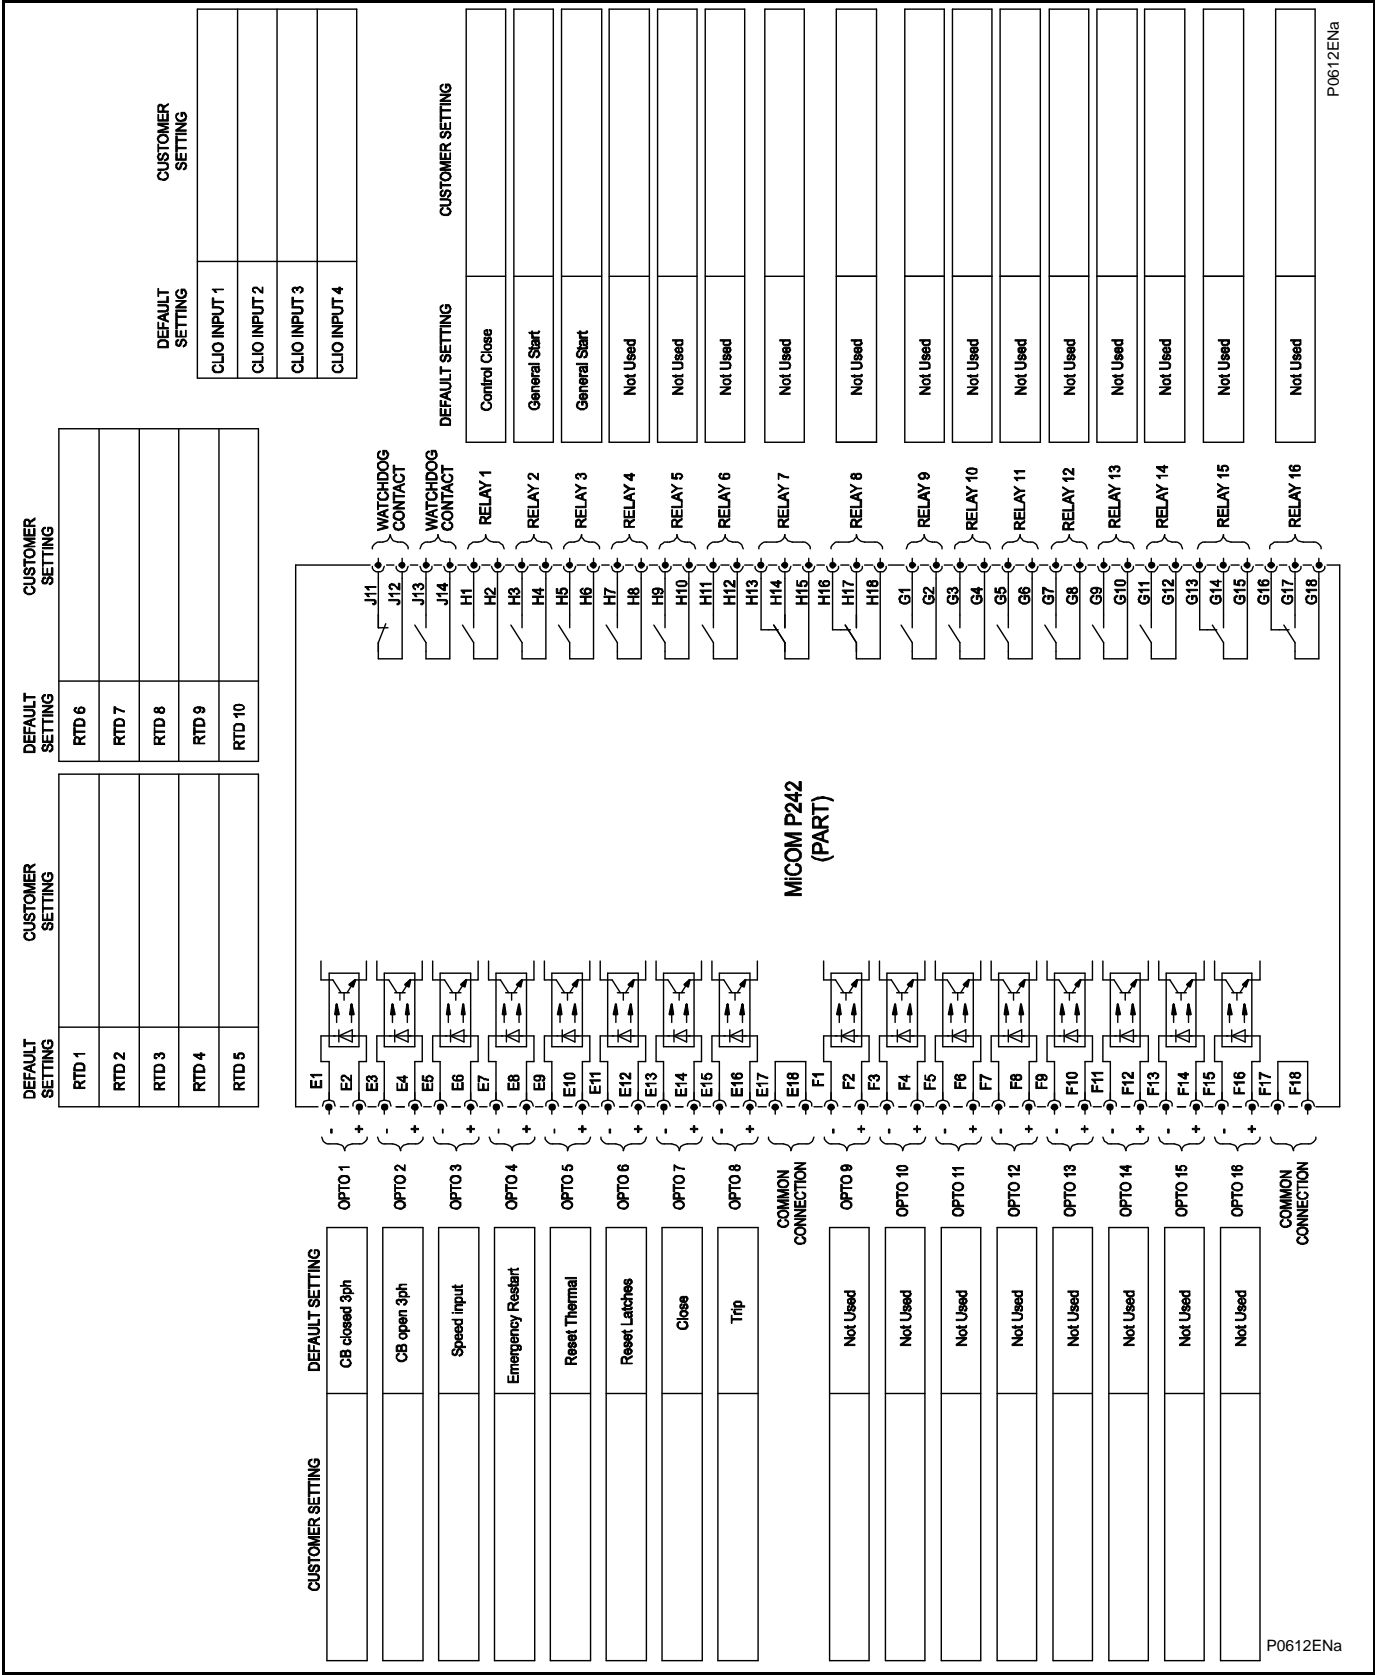 DEFAULT
SETTING
CUSTOMER
SETTING
RTD 1
RTD 2
RTD 3
RTD 4
RTD 5
DEFAULT
SETTING
CUSTOMER
SETTING
RTD 6
RTD 7
RTD 8
RTD 9
RTD 10
DEFAULT
SETTING
CUSTOMER
SETTING
CLIO INPUT 1
CLIO INPUT 2
CLIO INPUT 3
CLIO INPUT 4
CUSTOMER SETTING
DEFAULT SETTING
CB closed 3ph
OPTO 1
-
+
E1
E2
CB open 3ph
OPTO 2
-
+
E3
E4
Speed input
OPTO 3
-
+
E5
E6
Emergency Restart
OPTO 4
-
+
E7
E8
Reset Thermal
OPTO 5
-
+
E9
E10
Reset Latches
OPTO 6
-
+
E11
E12
Close
OPTO 7
-
+
E13
E14
Trip
OPTO 8
-
+
E15
E16
COMMON
CONNECTION
E17
E18
Not Used
OPTO 9
-
+
F1
F2
Not Used
OPTO 10
-
+
F3
F4
Not Used
OPTO 11
-
+
F5
F6
Not Used
OPTO 12
-
+
F7
F8
Not Used
OPTO 13
-
+
F9
F10
Not Used
OPTO 14
-
+
F11
F12
Not Used
OPTO 15
-
+
F13
F14
Not Used
OPTO 16
-
+
F15
F16
COMMON
CONNECTION
F17
F18
MiCOM P242
(PART)
DEFAULT SETTING
CUSTOMER SETTING
J11
J12
WATCHDOG
CONTACT
J13
J14
WATCHDOG
CONTACT
H1
H2
RELAY 1
Control Close
H3
H4
RELAY 2
General Start
H5
H6
RELAY 3
General Start
H7
H8
RELAY 4
Not Used
H9
H10
RELAY 5
Not Used
H11
H12
RELAY 6
Not Used
H13
H14
H15
RELAY 7
Not Used
H16
H17
H18
RELAY 8
Not Used
G1
G2
RELAY 9
Not Used
G3
G4
RELAY 10
Not Used
G5
G6
RELAY 11
Not Used
G7
G8
RELAY 12
Not Used
G9
G10
RELAY 13
Not Used
G11
G12
RELAY 14
Not Used
G13
G14
G15
RELAY 15
Not Used
G16
G17
G18
RELAY 16
Not Used
P0612ENa
P0612ENa